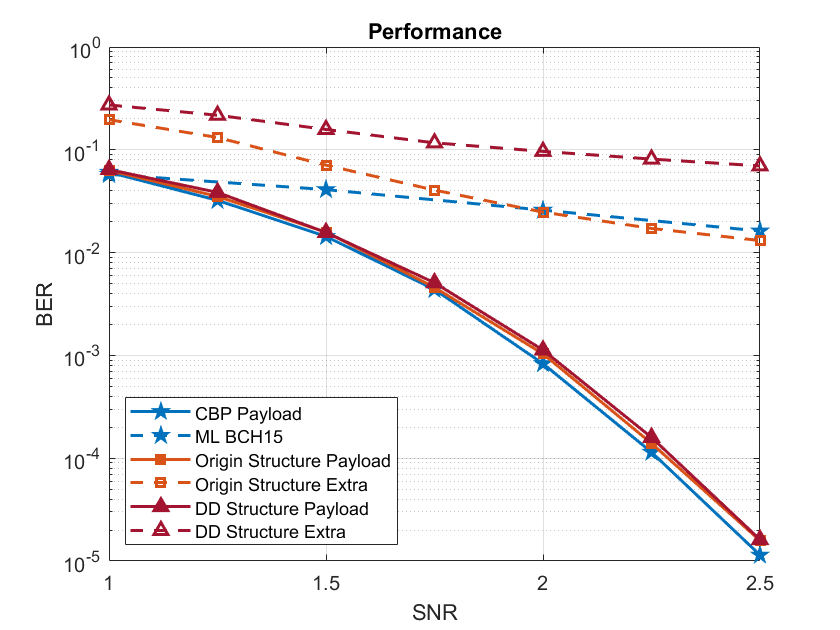 Performance
10^0
10^-1
10^-2
10^-3
10^-4
10^-5
BER
CBP Payload
ML BCH15
Origin Structure Payload
Origin Structure Extra
DD Structure Payload
DD Structure Extra
1 1.5 2 2.5
SNR